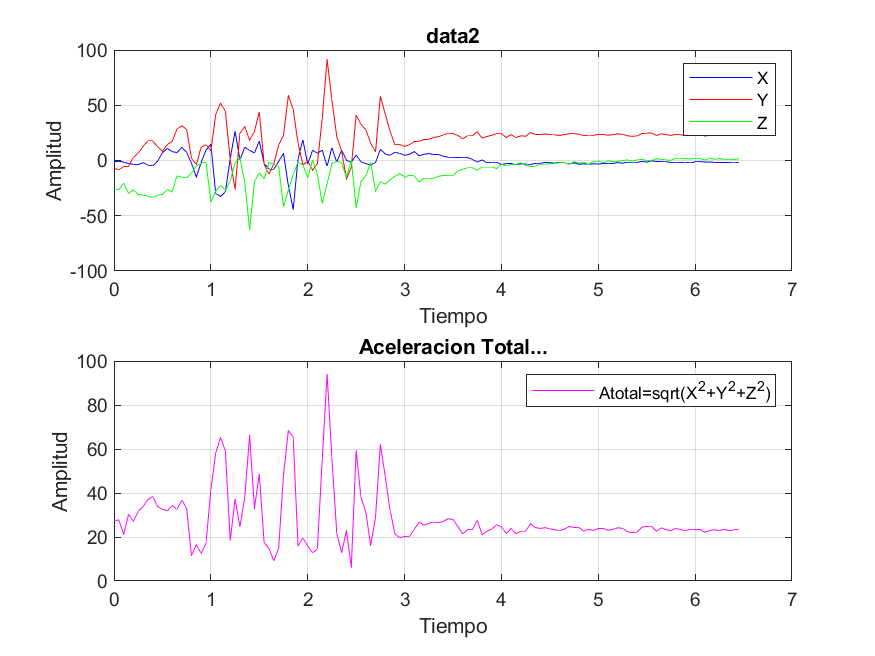 data2
100
50
0
-50
-100
Amplitud
X
Y
Z
0 1 2 3 4 5 6 7
Tiempo
Aceleracion Total...
100
80
60
40
20
0
Amplitud
Atotal=sqrt(X²+Y²+Z²)
0 1 2 3 4 5 6 7
Tiempo